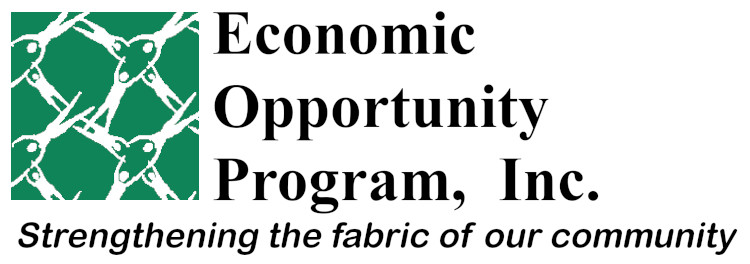 Economic
Opportunity
Program, Inc.
Strengthening the fabric of our community